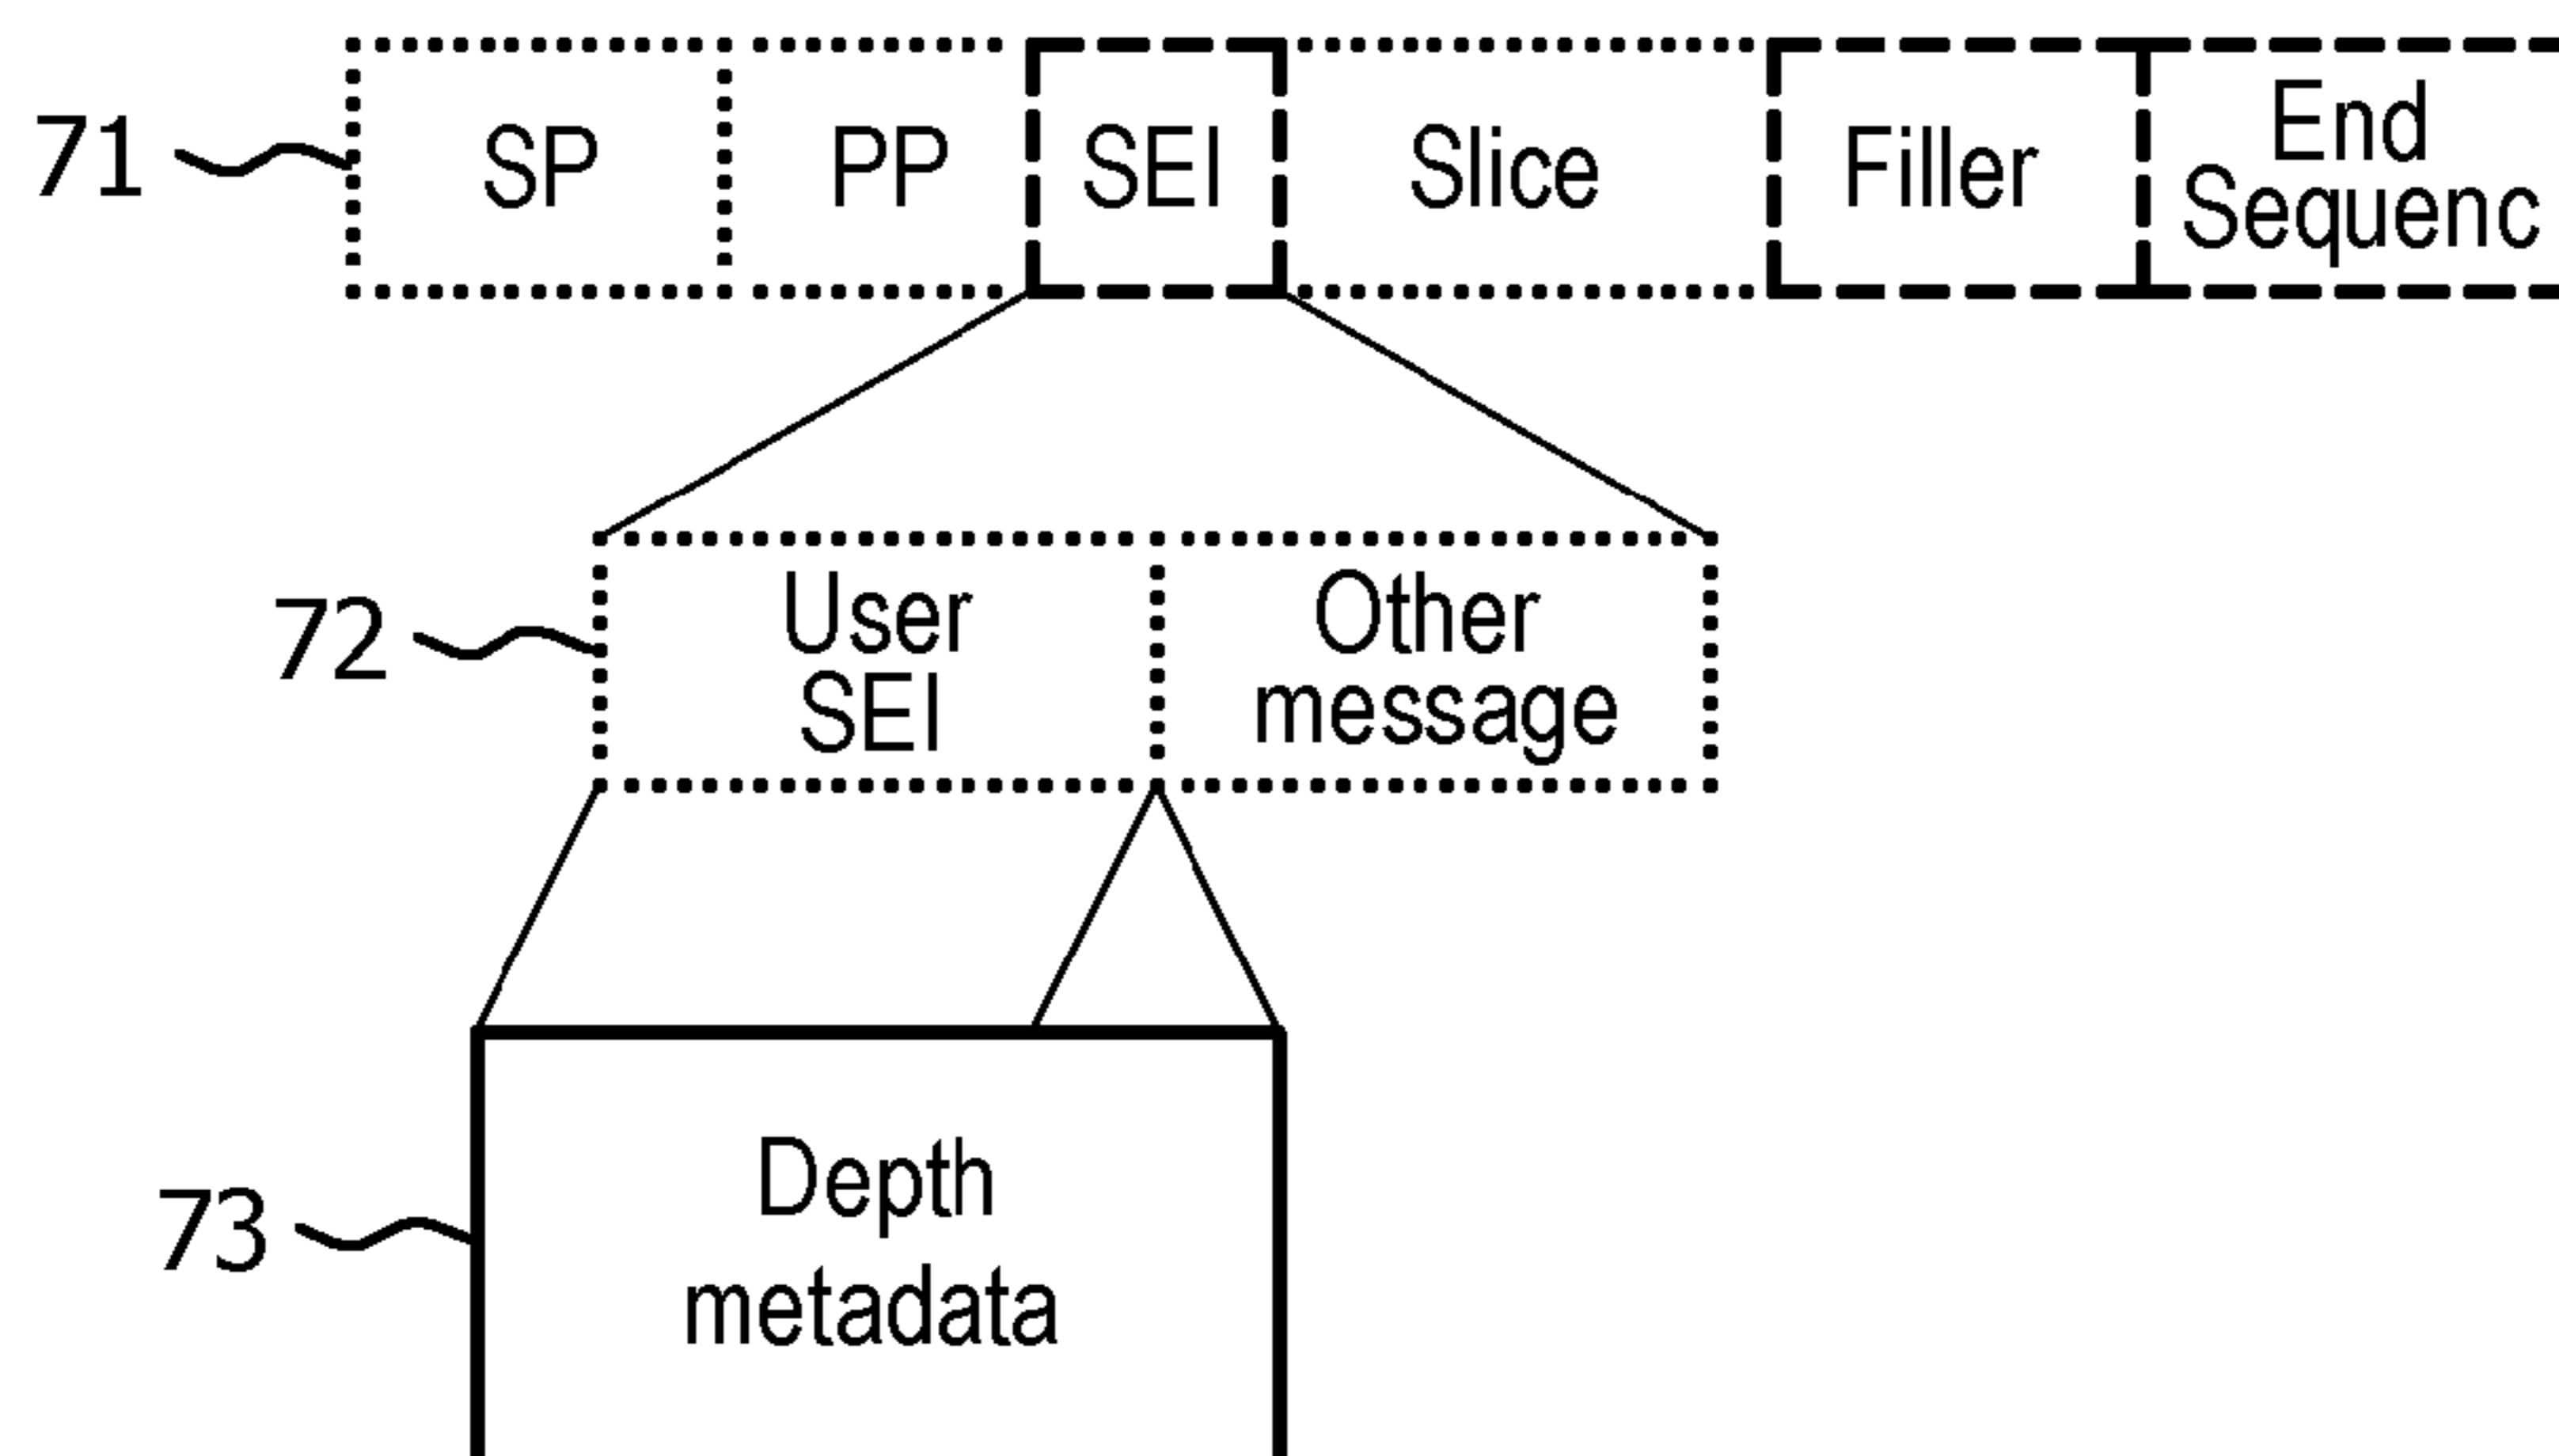 71 SP PP SEI Slice Filler End
Sequenc
72 User Other
SEI message
73 Depth
metadata